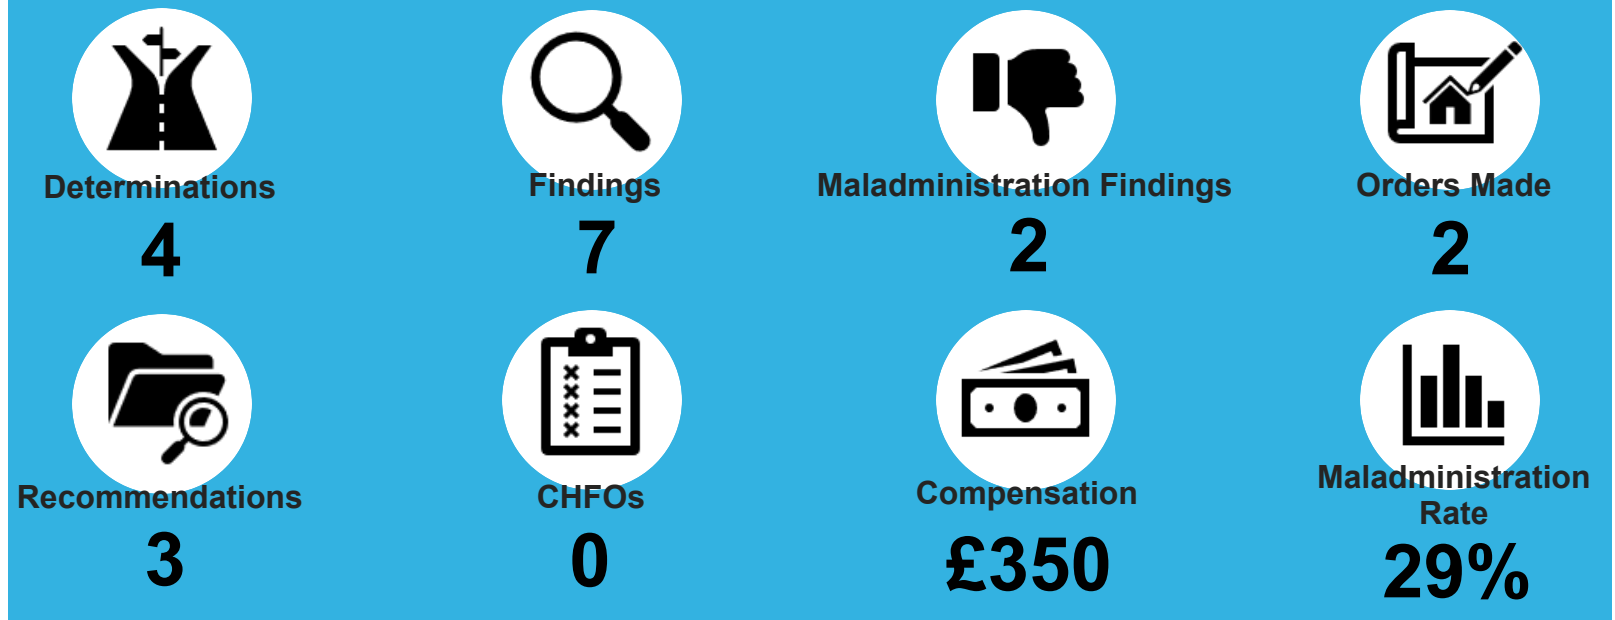 Determinations
4
Findings
7
Maladministration Findings
2
Orders Made
2
Recommendations
3
CHFOs
0
Compensation
£350
Maladministration
Rate
29%